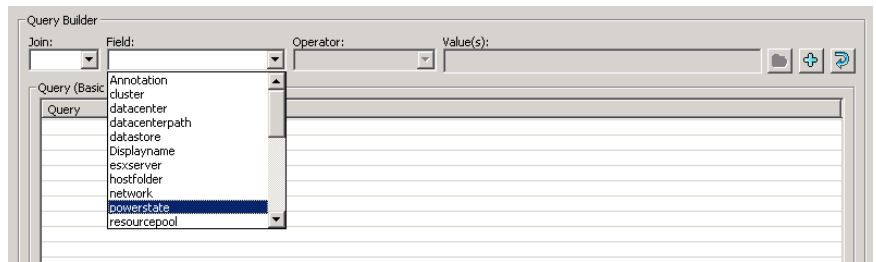 Query Builder
Join: Field: Operator: Value(s):
Query (Basic
Query
Annotation
cluster
datacenter
datacenterpath
datastore
Displayname
esxserver
hostfolder
network
powerstate
resourcepool